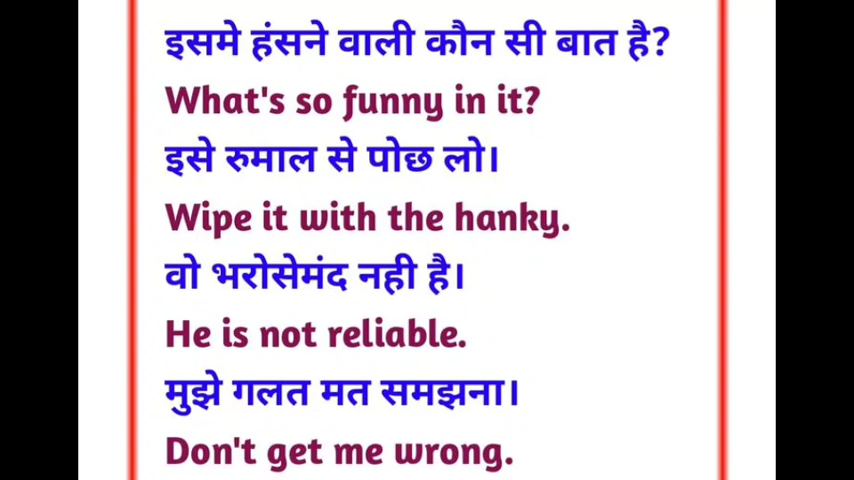 इसमे हंसने वाली कौन सी बात है?
What's so funny in it?
इसे रुमाल से पोछ लो।
Wipe it with the hanky.
वो भरोसेमंद नही है।
He is not reliable.
मुझे गलत मत समझना।
Don't get me wrong.